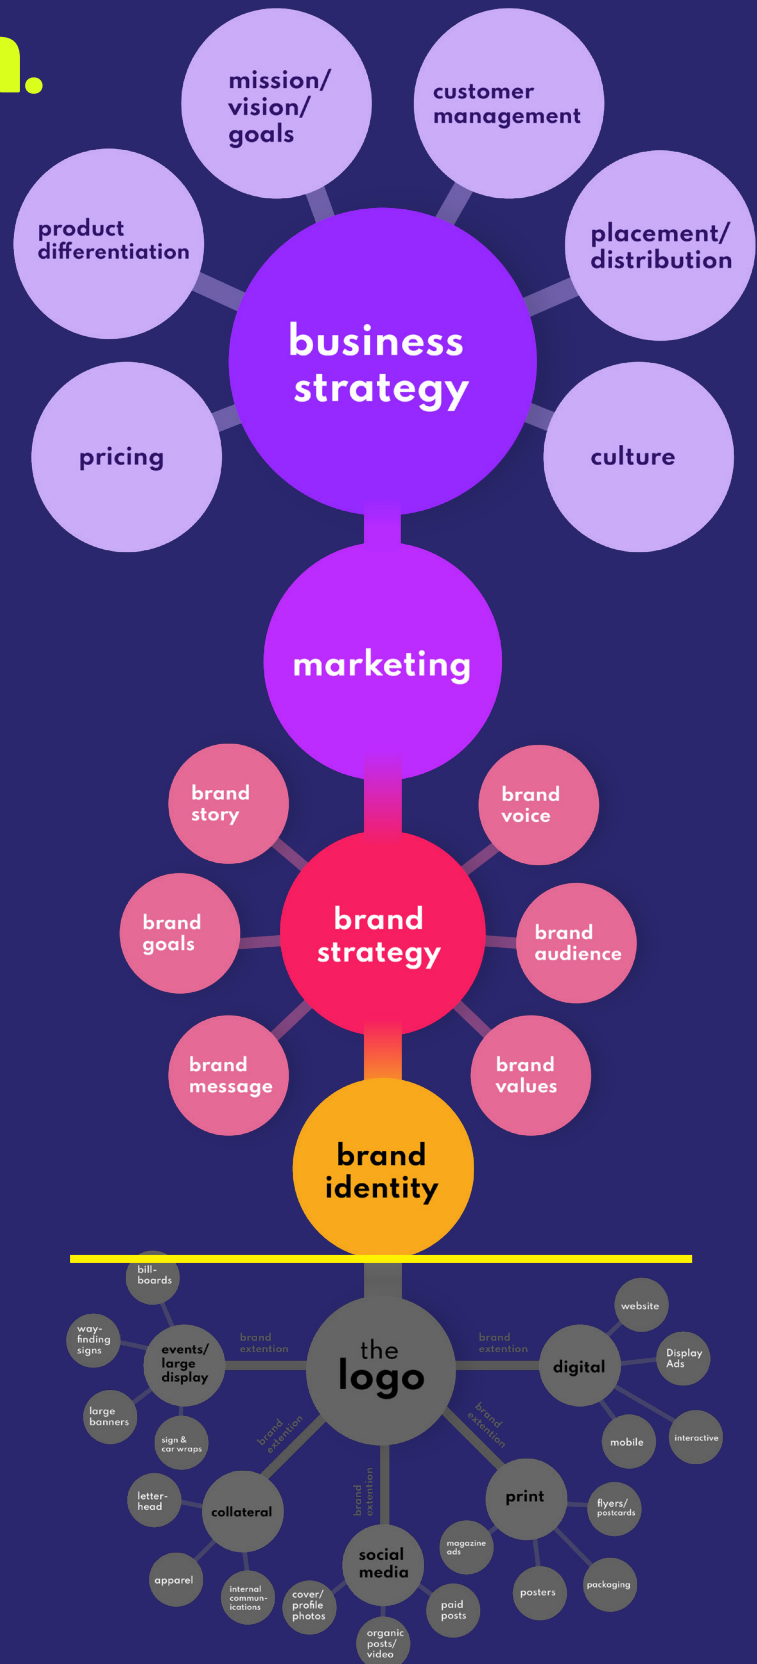 n.
mission/
vision/
goals
customer
management
product
differentiation
placement/
distribution
business
strategy
pricing
culture
marketing
brand
story
brand
voice
brand
goals
brand
strategy
brand
audience
brand
message
brand
values
brand
identity
bill-
boards
way-
finding
signs
events/
large
display
large
banners
sign &
car wraps
brand
extention
the
logo
brand
extention
website
digital
Display
Ads
mobile
interactive
brand
extention
brand
extention
brand
extention
letter-
head
collateral
apparel
internal
commun-
ications
social
media
cover/
profile
photos
organic
posts/
video
paid
posts
print
magazine
ads
flyers/
postcards
posters
packaging